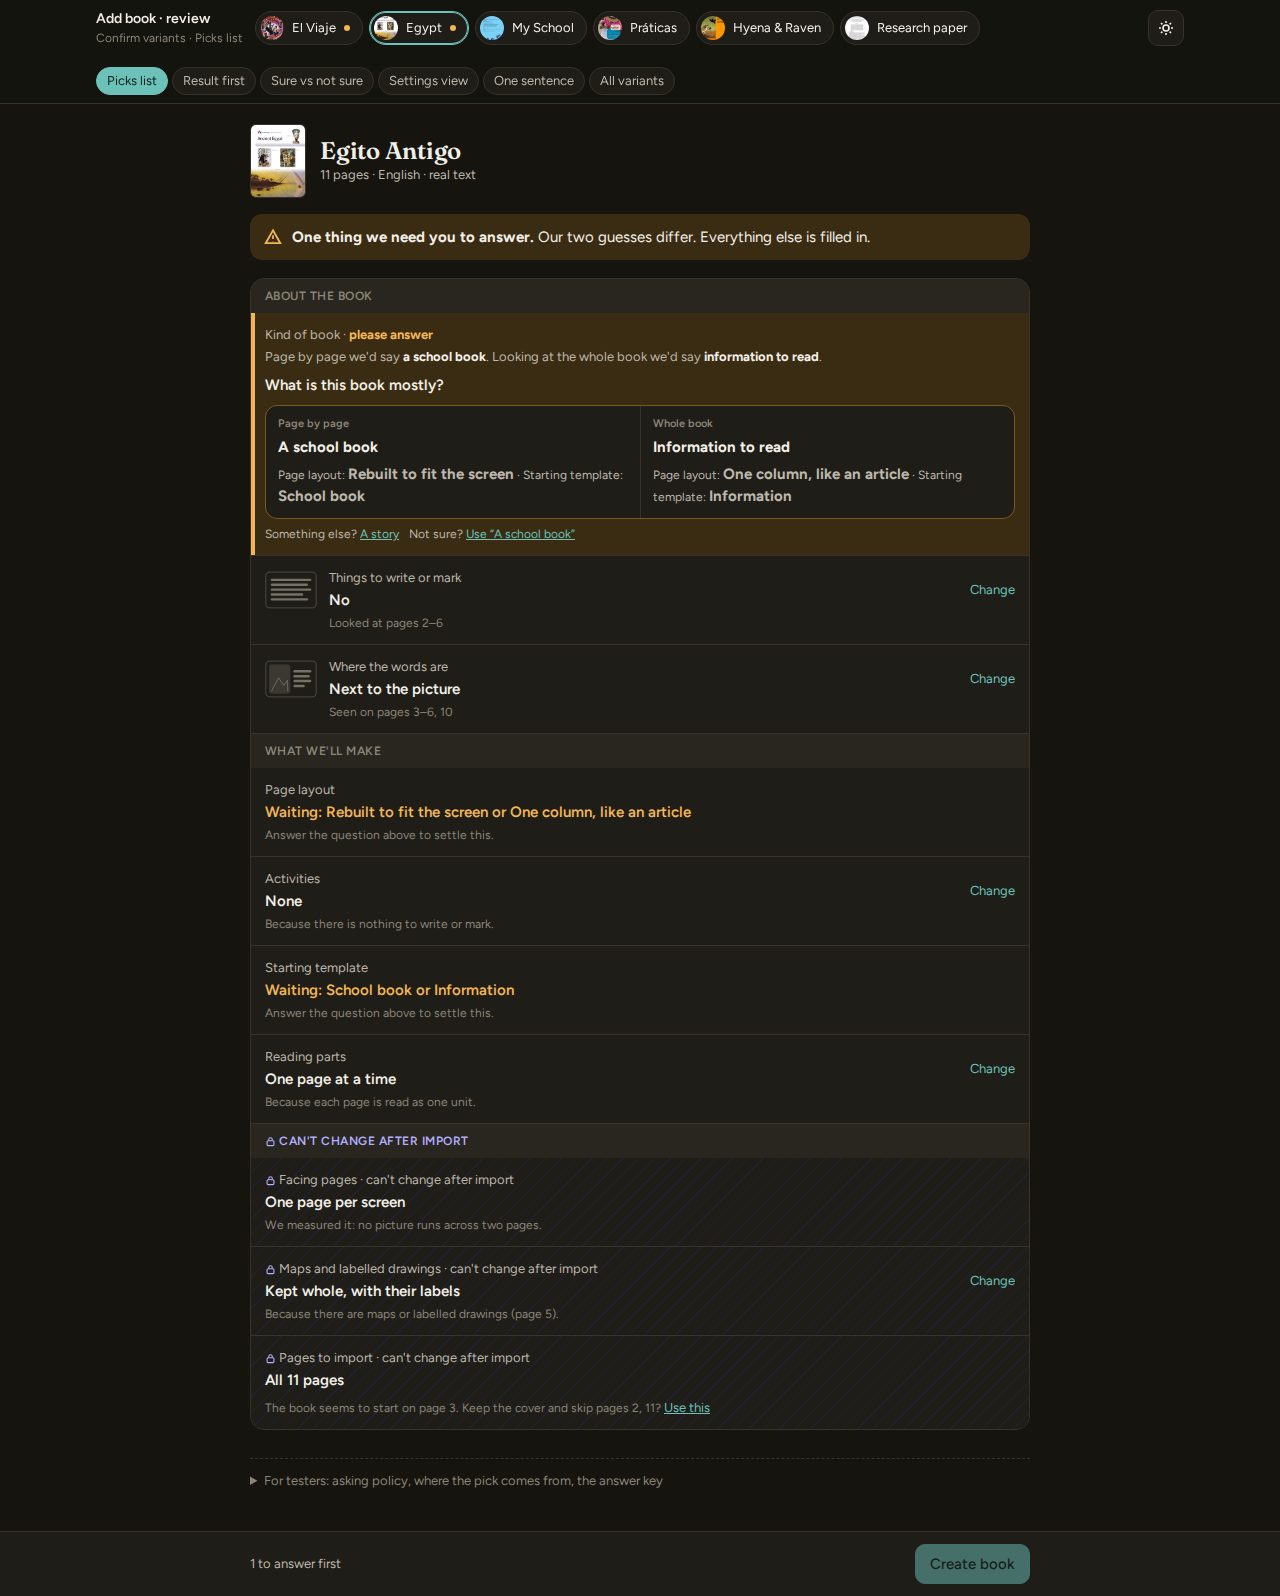 Add book · review
Confirm variants · Picks list
El Viaje
Egypt
My School
Práticas
Hyena & Raven
Research paper
Picks list
Result first
Sure vs not sure
Settings view
One sentence
All variants
Egito Antigo
11 pages · English · real text
One thing we need you to answer. Our two guesses differ. Everything else is filled in.
ABOUT THE BOOK
Kind of book · please answer
Page by page we'd say a school book. Looking at the whole book we'd say information to read.
What is this book mostly?
Page by page
A school book
Page layout: Rebuilt to fit the screen · Starting template:
School book
Whole book
Information to read
Page layout: One column, like an article · Starting
template: Information
Something else? A story Not sure? Use “A school book”
Things to write or mark
No
Looked at pages 2–6
Change
Where the words are
Next to the picture
Seen on pages 3–6, 10
Change
WHAT WE'LL MAKE
Page layout
Waiting: Rebuilt to fit the screen or One column, like an article
Answer the question above to settle this.
Activities
None
Because there is nothing to write or mark.
Change
Starting template
Waiting: School book or Information
Answer the question above to settle this.
Reading parts
One page at a time
Because each page is read as one unit.
Change
CAN'T CHANGE AFTER IMPORT
Facing pages · can't change after import
One page per screen
We measured it: no picture runs across two pages.
Maps and labelled drawings · can't change after import
Kept whole, with their labels
Because there are maps or labelled drawings (page 5).
Change
Pages to import · can't change after import
All 11 pages
The book seems to start on page 3. Keep the cover and skip pages 2, 11? Use this
For testers: asking policy, where the pick comes from, the answer key
1 to answer first
Create book